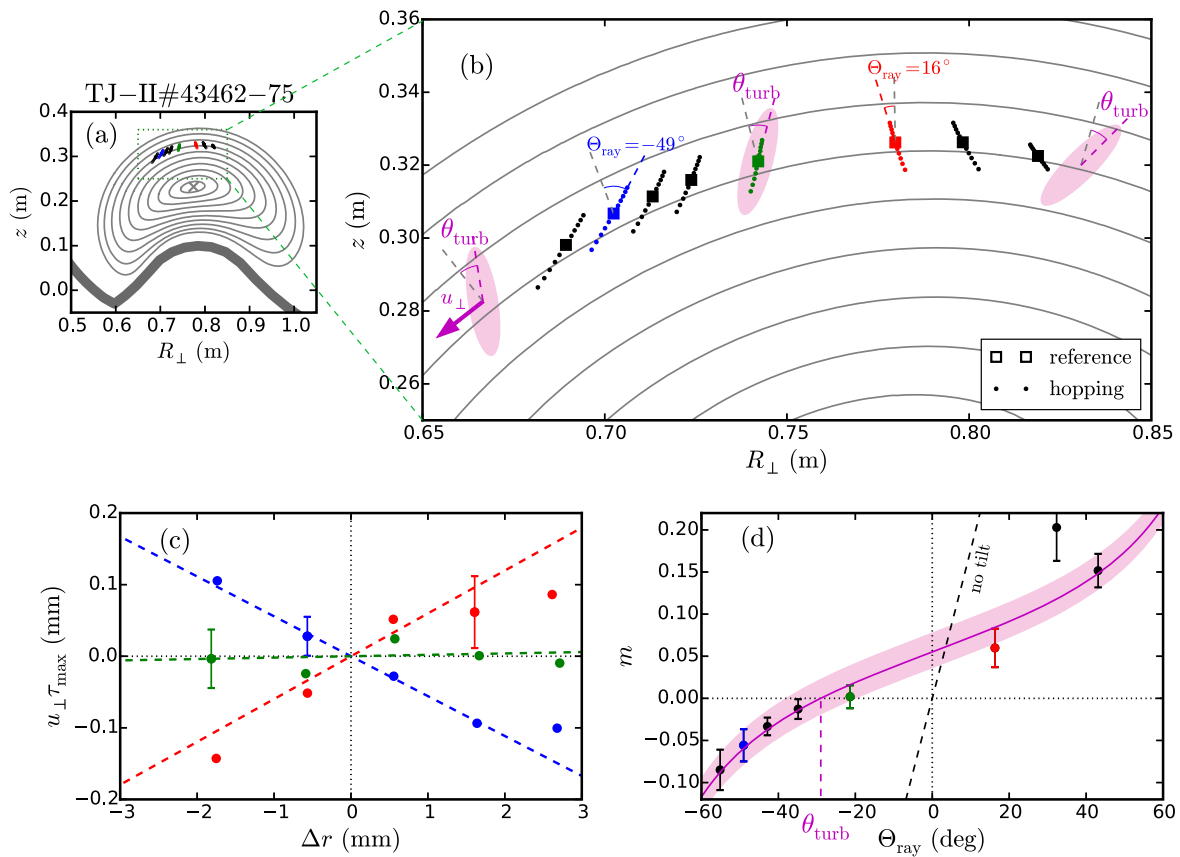 TJ−II#43462−75
(a)
0.4
0.3
0.2
0.1
0.0
z (m)
0.5 0.6 0.7 0.8 0.9 1.0
R⊥ (m)
(b)
0.36
0.34
0.32
0.30
0.28
0.26
z (m)
θturb
Θray=16°
θturb
Θray=−49°
θturb
u⊥
reference
hopping
0.65 0.70 0.75 0.80 0.85
R⊥ (m)
(c)
0.2
0.1
0.0
−0.1
−0.2
u⊥τmax (mm)
−3 −2 −1 0 1 2 3
Δr (mm)
(d)
0.20
0.15
0.10
0.05
0.00
−0.05
−0.10
m
no tilt
−60 −40 −20 0 20 40 60
θturb
Θray (deg)